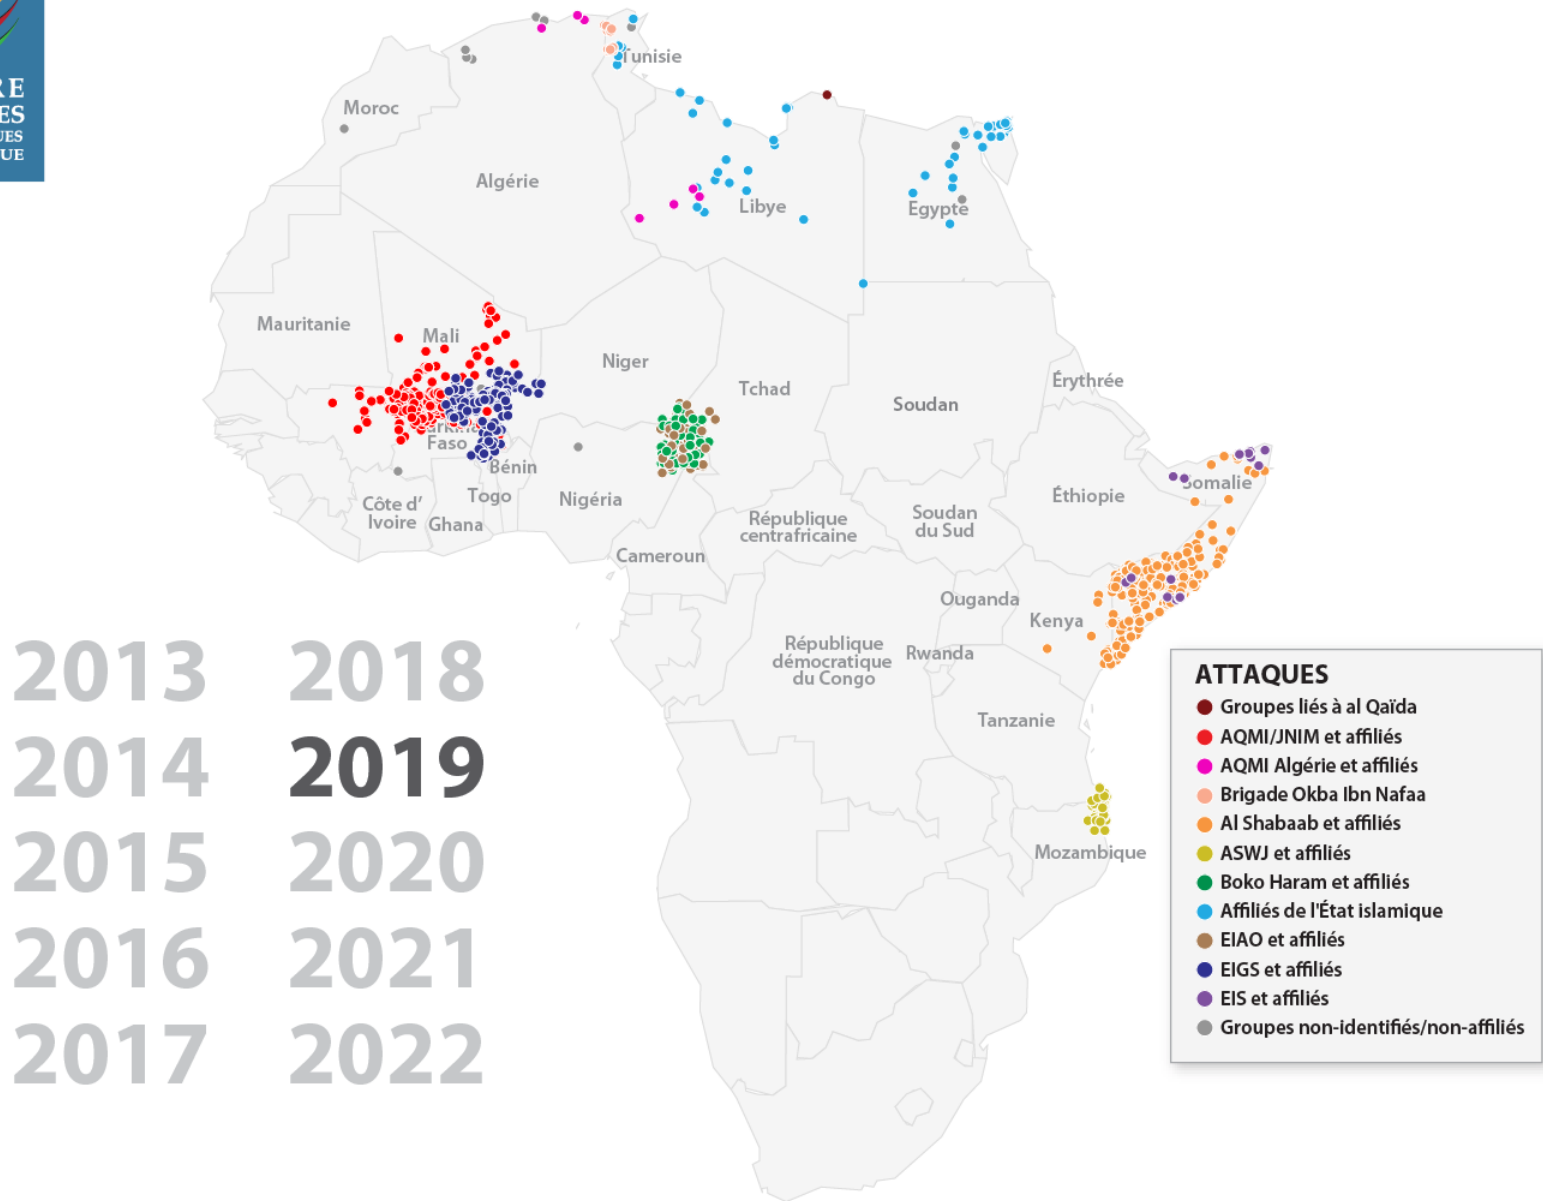 RE
ES
UES
QUE
Tunisie
Moroc
Algérie
Libye
Egypte
Mauritanie
Mali
Niger
Tchad
Soudan
Érythrée
Faso
Bénin
Togo
Nigéria
Côte d’
Ivoire
Ghana
Cameroun
République
centrafricaine
Soudan
du Sud
Éthiopie
Somalie
Ouganda
Kenya
Rwanda
République
démocratique
du Congo
Tanzanie
Mozambique
2013 2018
2014 2019
2015 2020
2016 2021
2017 2022
ATTAQUES
Groupes liés à al Qaïda
AQMI/JNIM et affiliés
AQMI Algérie et affiliés
Brigade Okba Ibn Nafaa
Al Shabaab et affiliés
ASWJ et affiliés
Boko Haram et affiliés
Affiliés de l'État islamique
EIAO et affiliés
EIGS et affiliés
EIS et affiliés
Groupes non-identifiés/non-affiliés